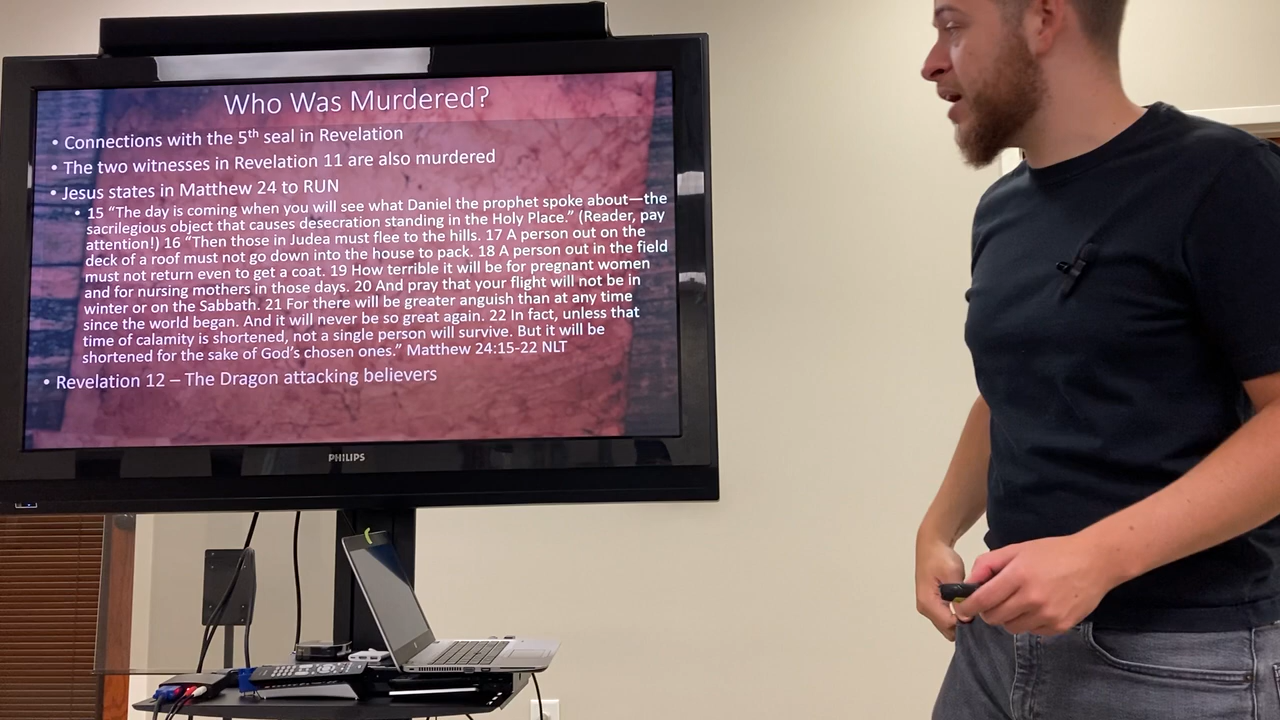 Who Was Murdered?
• Connections with the 5th seal in Revelation
• The two witnesses in Revelation 11 are also murdered
• Jesus states in Matthew 24 to RUN
• 15 “The day is coming when you will see what Daniel the prophet spoke about—the
sacrilegious object that causes desecration standing in the Holy Place.” (Reader, pay
attention!) 16 “Then those in Judea must flee to the hills. 17 A person out on the
deck of a roof must not go down into the house to pack. 18 A person out in the field
must not return even to get a coat. 19 How terrible it will be for pregnant women
and for nursing mothers in those days. 20 And pray that your flight will not be in
winter or on the Sabbath. 21 For there will be greater anguish than at any time
since the world began. And it will never be so great again. 22 In fact, unless that
time of calamity is shortened, not a single person will survive. But it will be
shortened for the sake of God’s chosen ones.” Matthew 24:15-22 NLT
• Revelation 12 – The Dragon attacking believers
PHILIPS